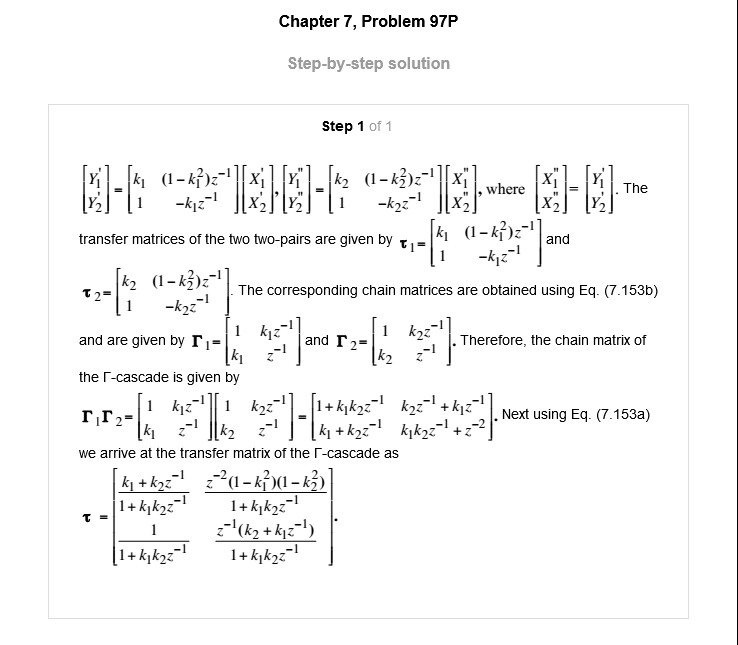 Chapter 7, Problem 97P
Step-by-step solution
Step 1 of 1
$\begin{bmatrix} Y_1' \\ Y_2' \end{bmatrix} = \begin{bmatrix} k_1 & (1-k_1^2)z^{-1} \\ 1 & -k_1z^{-1} \end{bmatrix}\begin{bmatrix} X_1' \\ X_2' \end{bmatrix}, \begin{bmatrix} Y_1'' \\ Y_2'' \end{bmatrix} = \begin{bmatrix} k_2 & (1-k_2^2)z^{-1} \\ 1 & -k_2z^{-1} \end{bmatrix}\begin{bmatrix} X_1'' \\ X_2'' \end{bmatrix}$, where $\begin{bmatrix} X_1'' \\ X_2'' \end{bmatrix} = \begin{bmatrix} Y_1' \\ Y_2' \end{bmatrix}$. The
transfer matrices of the two two-pairs are given by $\boldsymbol{\tau}_1 = \begin{bmatrix} k_1 & (1-k_1^2)z^{-1} \\ 1 & -k_1z^{-1} \end{bmatrix}$ and
$\boldsymbol{\tau}_2 = \begin{bmatrix} k_2 & (1-k_2^2)z^{-1} \\ 1 & -k_2z^{-1} \end{bmatrix}$. The corresponding chain matrices are obtained using Eq. (7.153b)
and are given by $\boldsymbol{\Gamma}_1 = \begin{bmatrix} 1 & k_1z^{-1} \\ k_1 & z^{-1} \end{bmatrix}$ and $\boldsymbol{\Gamma}_2 = \begin{bmatrix} 1 & k_2z^{-1} \\ k_2 & z^{-1} \end{bmatrix}$. Therefore, the chain matrix of
the Γ-cascade is given by
$\boldsymbol{\Gamma}_1\boldsymbol{\Gamma}_2 = \begin{bmatrix} 1 & k_1z^{-1} \\ k_1 & z^{-1} \end{bmatrix}\begin{bmatrix} 1 & k_2z^{-1} \\ k_2 & z^{-1} \end{bmatrix} = \begin{bmatrix} 1+k_1k_2z^{-1} & k_2z^{-1}+k_1z^{-1} \\ k_1+k_2z^{-1} & k_1k_2z^{-1}+z^{-2} \end{bmatrix}$. Next using Eq. (7.153a)
we arrive at the transfer matrix of the Γ-cascade as
$\boldsymbol{\tau} = \begin{bmatrix} \frac{k_1+k_2z^{-1}}{1+k_1k_2z^{-1}} & \frac{z^{-2}(1-k_1^2)(1-k_2^2)}{1+k_1k_2z^{-1}} \\ \frac{1}{1+k_1k_2z^{-1}} & \frac{z^{-1}(k_2+k_1z^{-1})}{1+k_1k_2z^{-1}} \end{bmatrix}$.